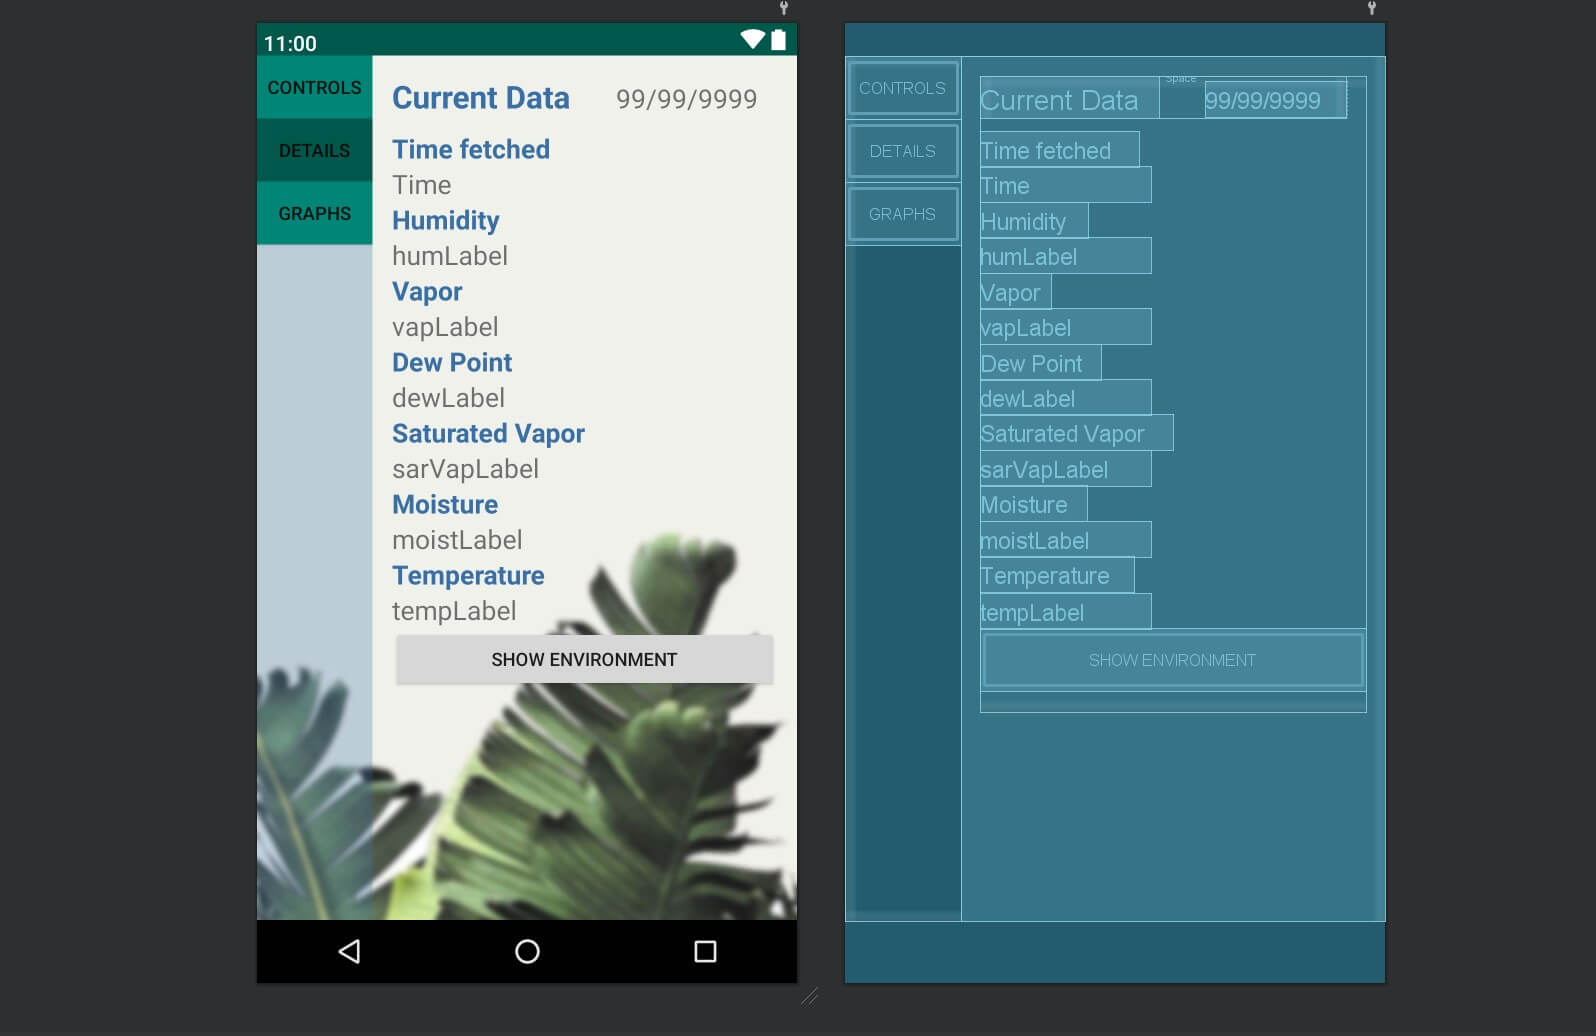 11:00
CONTROLS
DETAILS
GRAPHS
Current Data 99/99/9999
Time fetched
Time
Humidity
humLabel
Vapor
vapLabel
Dew Point
dewLabel
Saturated Vapor
sarVapLabel
Moisture
moistLabel
Temperature
tempLabel
SHOW ENVIRONMENT
CONTROLS
DETAILS
GRAPHS
Space
Current Data 99/99/9999
Time fetched
Time
Humidity
humLabel
Vapor
vapLabel
Dew Point
dewLabel
Saturated Vapor
sarVapLabel
Moisture
moistLabel
Temperature
tempLabel
SHOW ENVIRONMENT